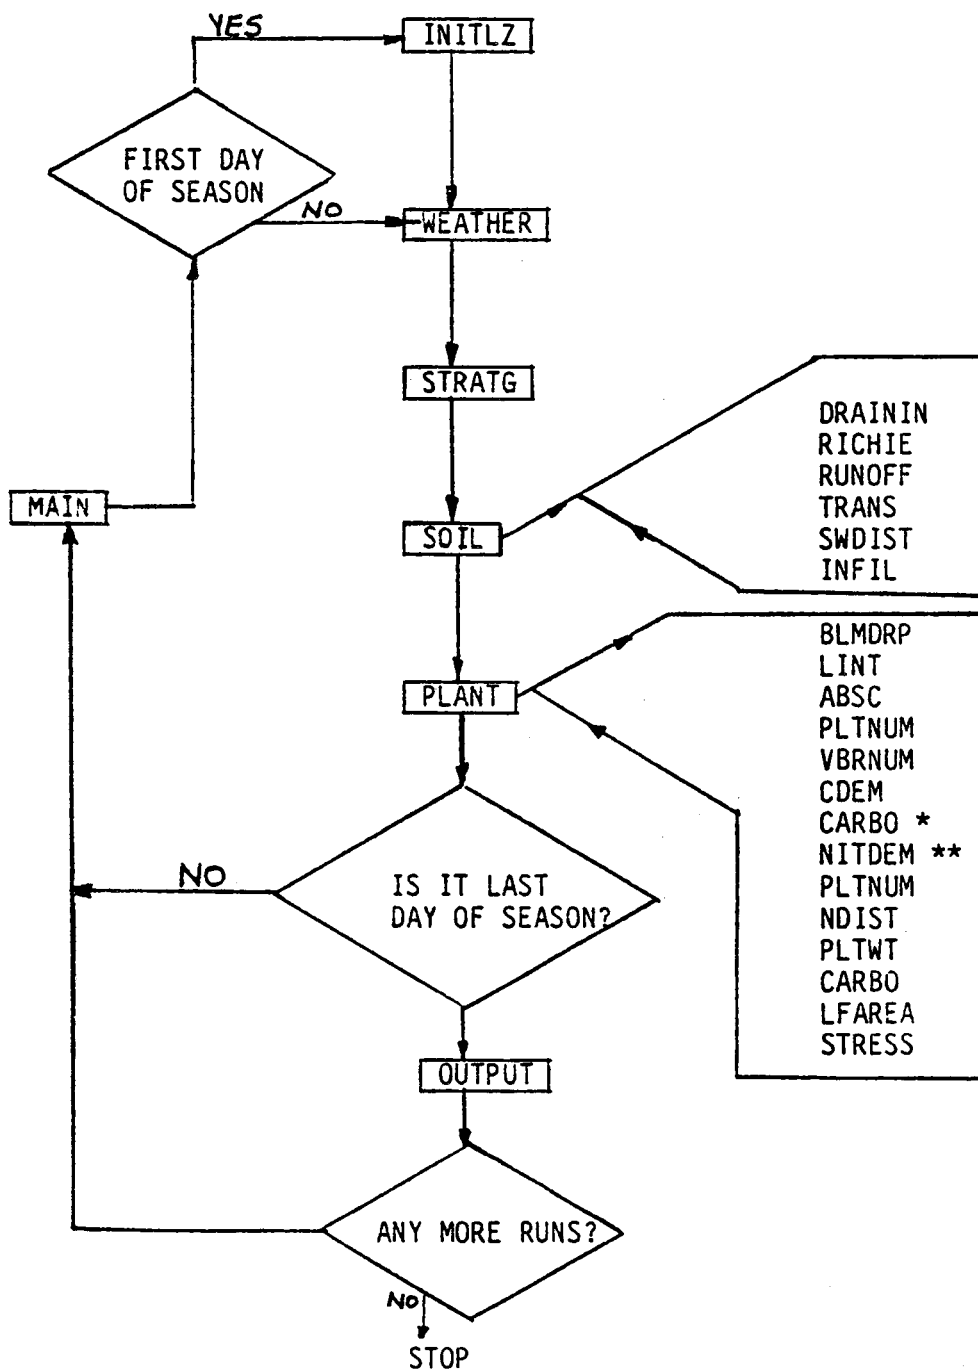 YES
INITLZ
FIRST DAY
OF SEASON
NO
WEATHER
STRATG
MAIN
SOIL
DRAININ
RICHIE
RUNOFF
TRANS
SWDIST
INFIL
PLANT
BLMDRP
LINT
ABSC
PLTNUM
VBRNUM
CDEM
CARBO *
NITDEM **
PLTNUM
NDIST
PLTWT
CARBO
LFAREA
STRESS
NO
IS IT LAST
DAY OF SEASON?
OUTPUT
ANY MORE RUNS?
NO
STOP